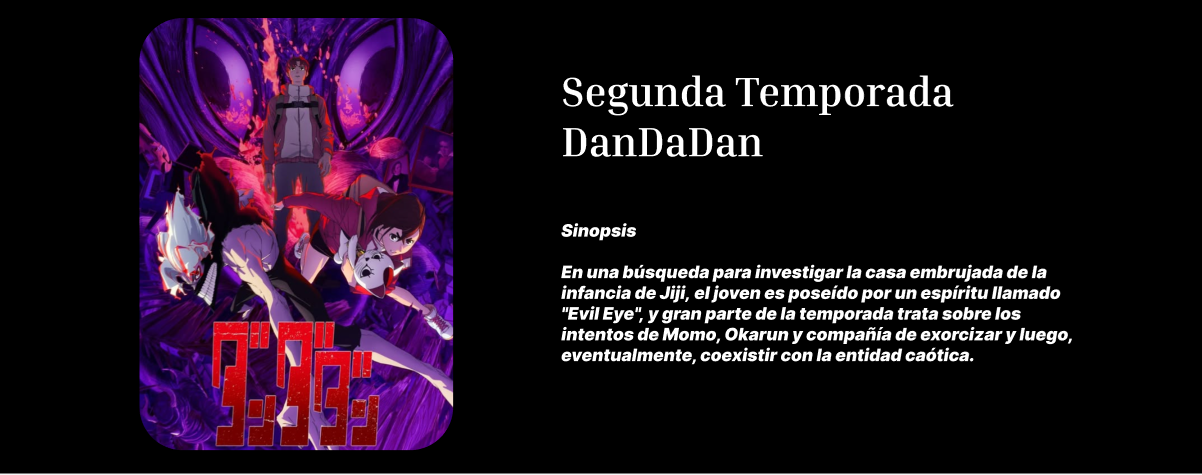 Segunda Temporada
DanDaDan
Sinopsis
En una búsqueda para investigar la casa embrujada de la
infancia de Jiji, el joven es poseído por un espíritu llamado
"Evil Eye", y gran parte de la temporada trata sobre los
intentos de Momo, Okarun y compañía de exorcizar y luego,
eventualmente, coexistir con la entidad caótica.
ダンダダン